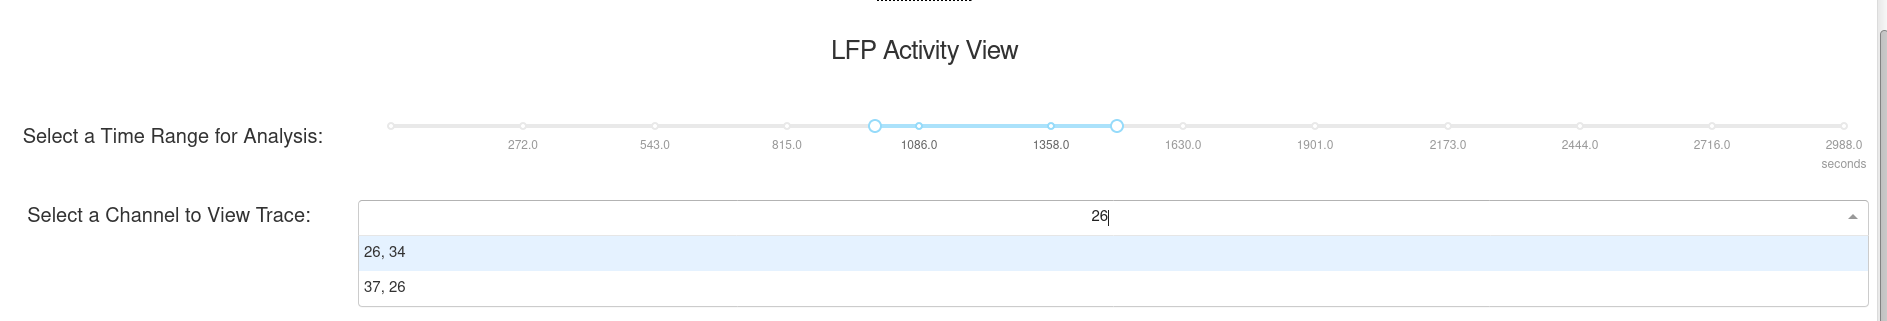 LFP Activity View
Select a Time Range for Analysis:
272.0 543.0 815.0 1086.0 1358.0 1630.0 1901.0 2173.0 2444.0 2716.0 2988.0
seconds
Select a Channel to View Trace:
26
26, 34
37, 26